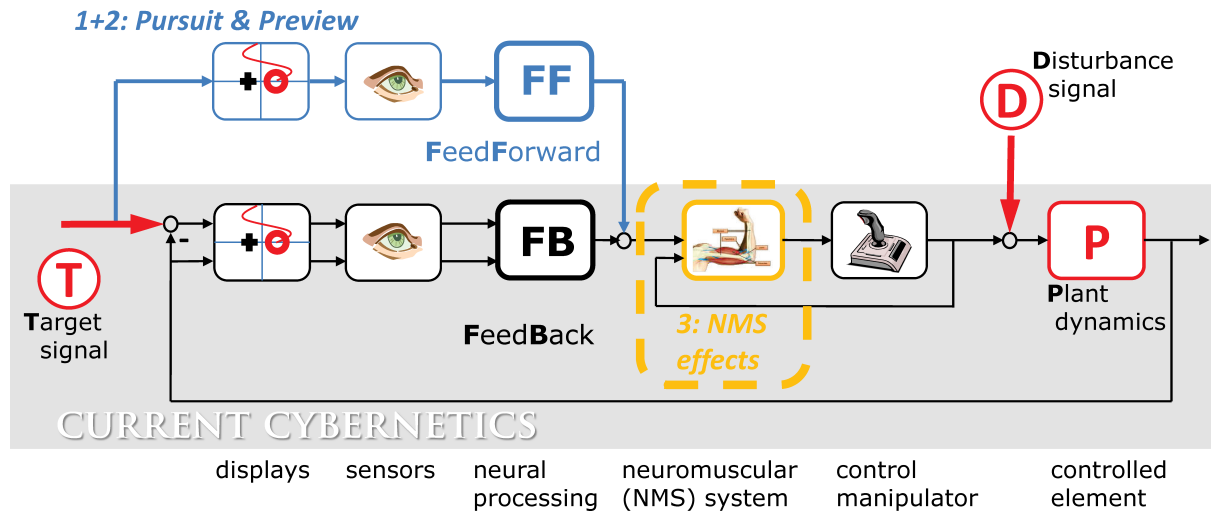 1+2: Pursuit & Preview
FF
FeedForward
Disturbance
signal
D
T
Target
signal
-
FB
FeedBack
3: NMS
effects
P
Plant
dynamics
CURRENT CYBERNETICS
displays
sensors
neural
processing
neuromuscular
(NMS) system
control
manipulator
controlled
element